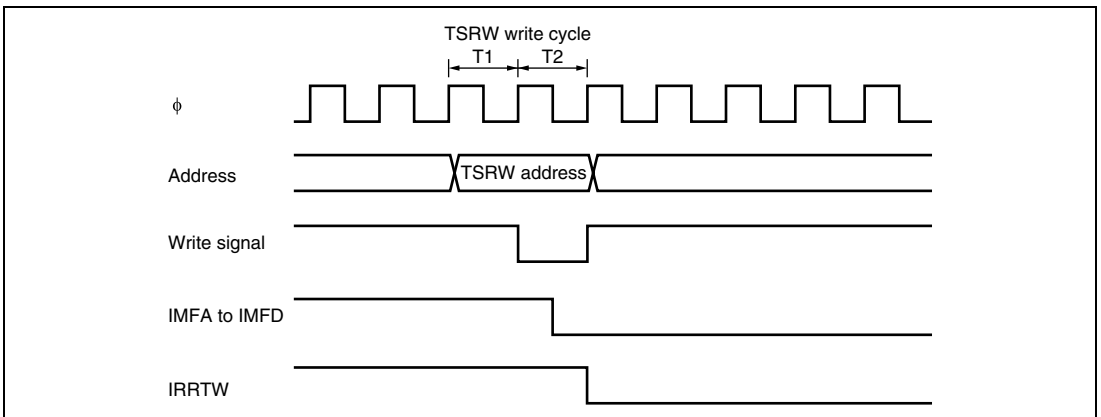 TSRW write cycle
T1 T2
ϕ
Address TSRW address
Write signal
IMFA to IMFD
IRRTW